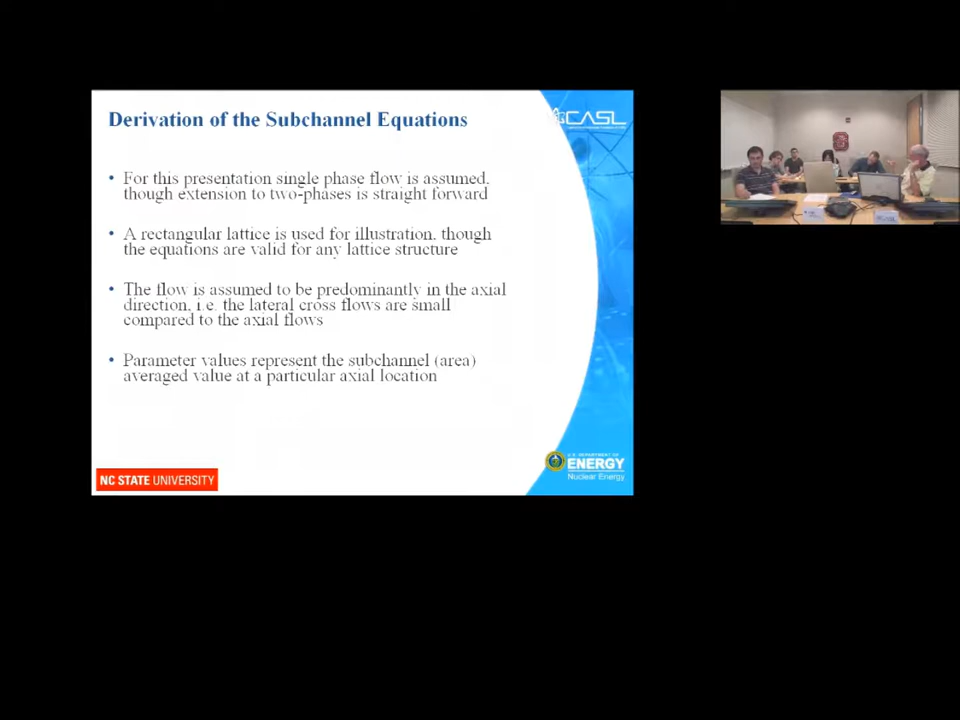 Derivation of the Subchannel Equations
CASL
• For this presentation single phase flow is assumed,
though extension to two-phases is straight forward
• A rectangular lattice is used for illustration, though
the equations are valid for any lattice structure
• The flow is assumed to be predominantly in the axial
direction, i.e. the lateral cross flows are small
compared to the axial flows
• Parameter values represent the subchannel (area)
averaged value at a particular axial location
NC STATE UNIVERSITY
U.S. DEPARTMENT OF
ENERGY
Nuclear Energy